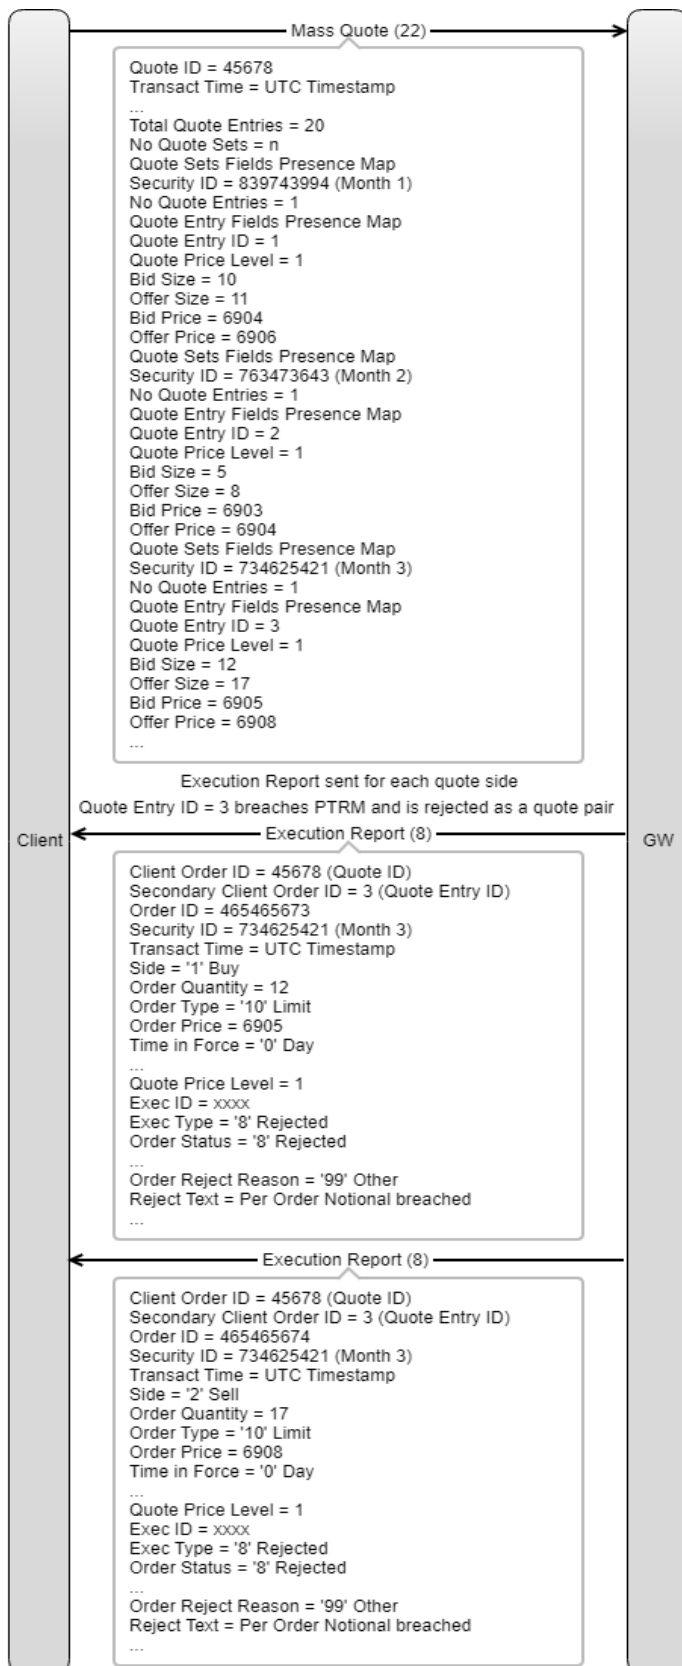 Mass Quote (22)
Quote ID = 45678
Transact Time = UTC Timestamp
...
Total Quote Entries = 20
No Quote Sets = n
Quote Sets Fields Presence Map
Security ID = 839743994 (Month 1)
No Quote Entries = 1
Quote Entry Fields Presence Map
Quote Entry ID = 1
Quote Price Level = 1
Bid Size = 10
Offer Size = 11
Bid Price = 6904
Offer Price = 6906
Quote Sets Fields Presence Map
Security ID = 763473643 (Month 2)
No Quote Entries = 1
Quote Entry Fields Presence Map
Quote Entry ID = 2
Quote Price Level = 1
Bid Size = 5
Offer Size = 8
Bid Price = 6903
Offer Price = 6904
Quote Sets Fields Presence Map
Security ID = 734625421 (Month 3)
No Quote Entries = 1
Quote Entry Fields Presence Map
Quote Entry ID = 3
Quote Price Level = 1
Bid Size = 12
Offer Size = 17
Bid Price = 6905
Offer Price = 6908
...
Execution Report sent for each quote side
Quote Entry ID = 3 breaches PTRM and is rejected as a quote pair
Client
Execution Report (8)
GW
Client Order ID = 45678 (Quote ID)
Secondary Client Order ID = 3 (Quote Entry ID)
Order ID = 465465673
Security ID = 734625421 (Month 3)
Transact Time = UTC Timestamp
Side = '1' Buy
Order Quantity = 12
Order Type = '10' Limit
Order Price = 6905
Time in Force = '0' Day
...
Quote Price Level = 1
Exec ID = xxxx
Exec Type = '8' Rejected
Order Status = '8' Rejected
...
Order Reject Reason = '99' Other
Reject Text = Per Order Notional breached
...
Execution Report (8)
Client Order ID = 45678 (Quote ID)
Secondary Client Order ID = 3 (Quote Entry ID)
Order ID = 465465674
Security ID = 734625421 (Month 3)
Transact Time = UTC Timestamp
Side = '2' Sell
Order Quantity = 17
Order Type = '10' Limit
Order Price = 6908
Time in Force = '0' Day
...
Quote Price Level = 1
Exec ID = xxxx
Exec Type = '8' Rejected
Order Status = '8' Rejected
...
Order Reject Reason = '99' Other
Reject Text = Per Order Notional breached
...